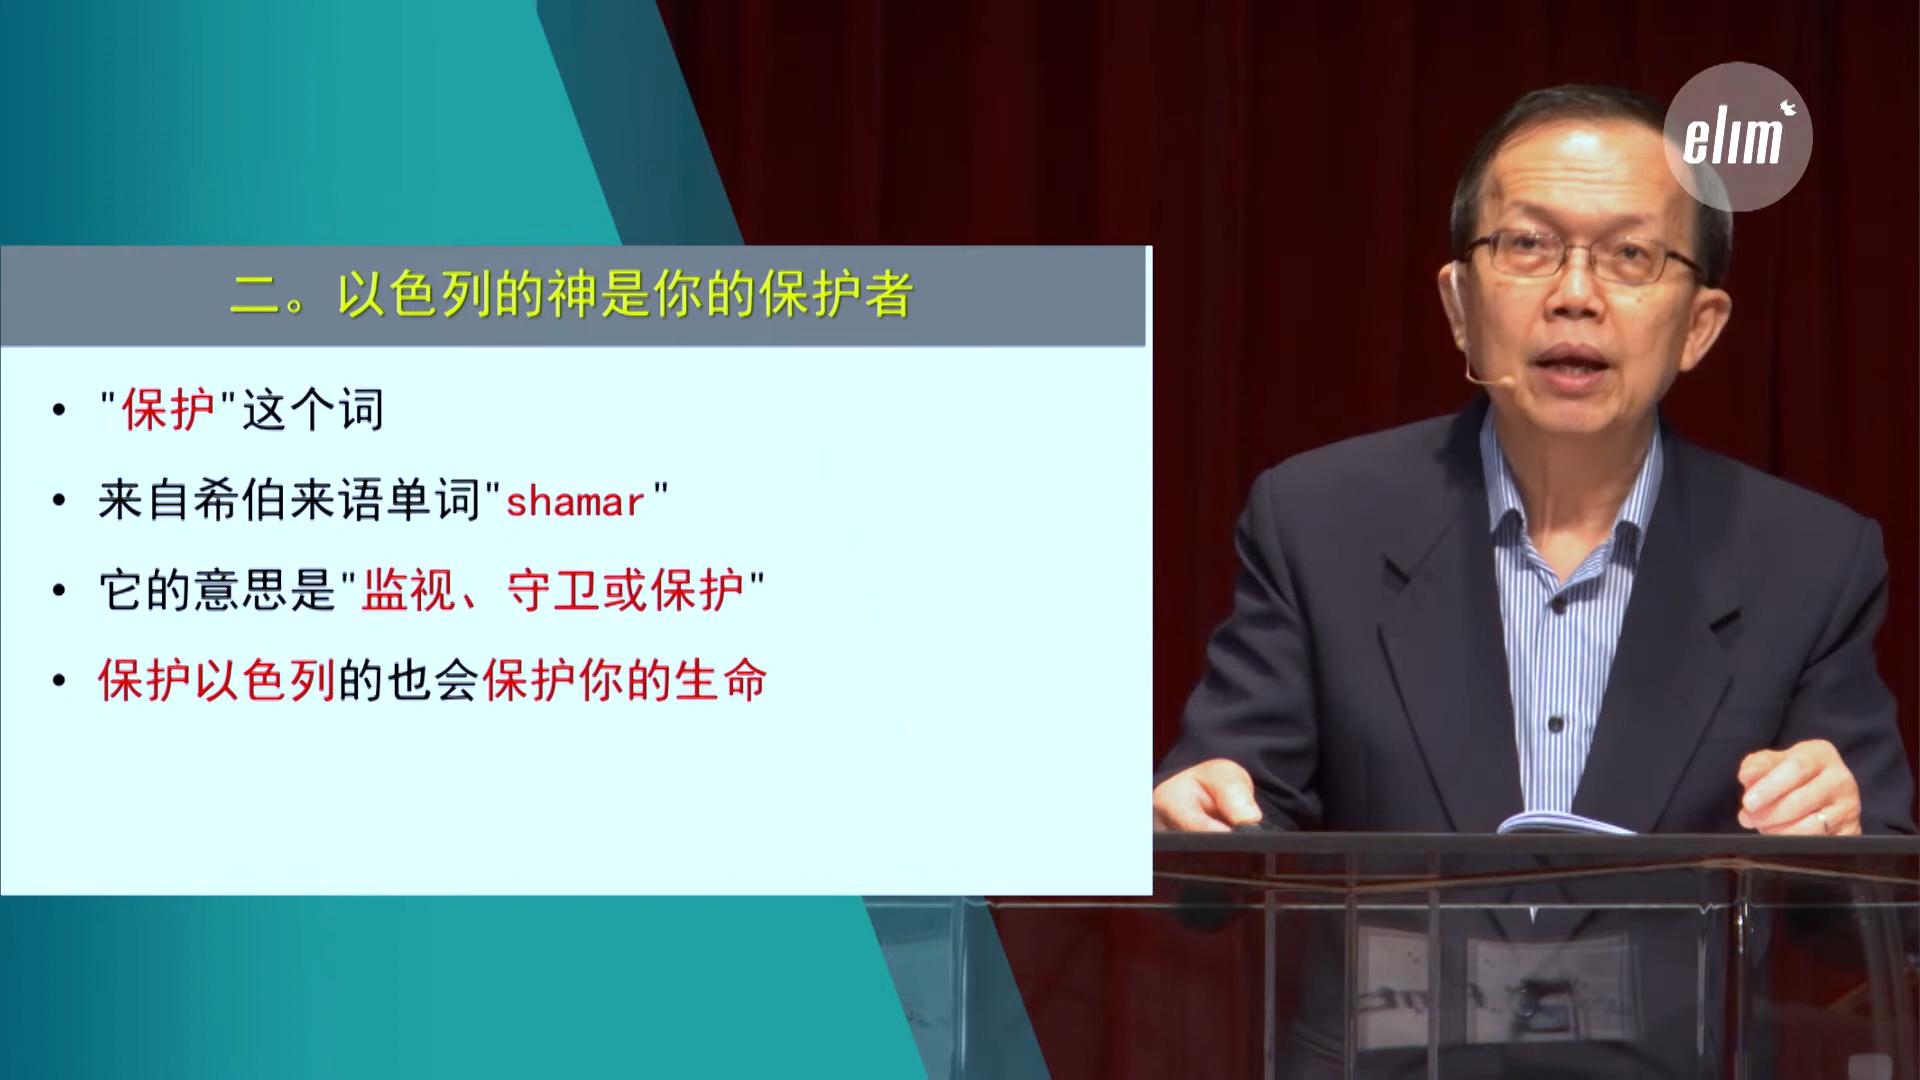 二。以色列的神是你的保护者
• "保护"这个词
• 来自希伯来语单词"shamar"
• 它的意思是"监视、守卫或保护"
• 保护以色列的也会保护你的生命
elim